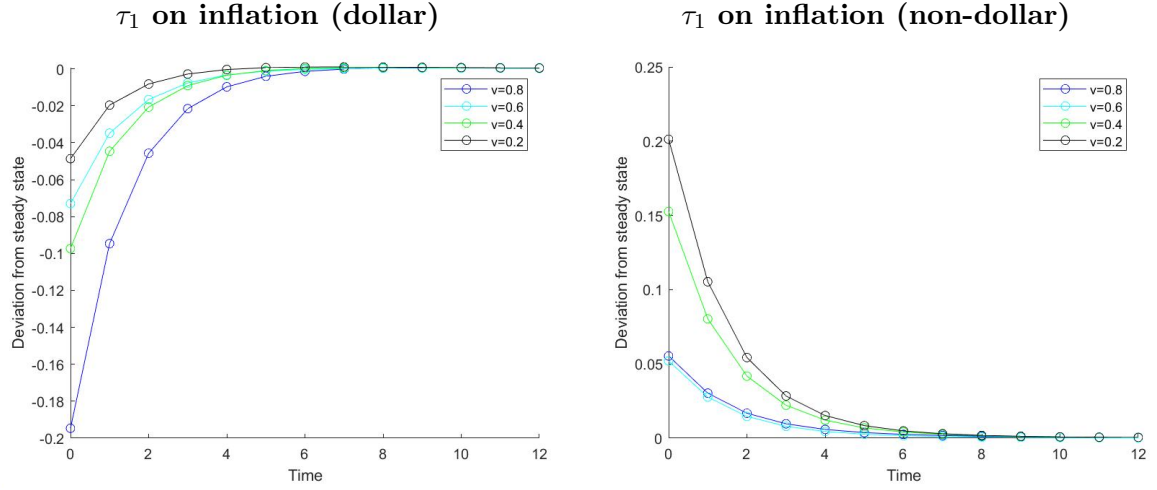 τ₁ on inflation (dollar)
0
-0.02
-0.04
-0.06
-0.08
-0.1
-0.12
-0.14
-0.16
-0.18
-0.2
Deviation from steady state
v=0.8
v=0.6
v=0.4
v=0.2
0 2 4 6 8 10 12
Time
τ₁ on inflation (non-dollar)
0.25
0.2
0.15
0.1
0.05
0
Deviation from steady state
v=0.8
v=0.6
v=0.4
v=0.2
0 2 4 6 8 10 12
Time